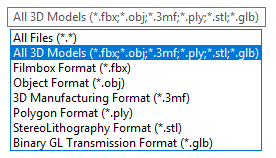 All 3D Models (*.fbx;*.obj;*.3mf;*.ply;*.stl;*.glb)
All Files (*.*)
All 3D Models (*.fbx;*.obj;*.3mf;*.ply;*.stl;*.glb)
Filmbox Format (*.fbx)
Object Format (*.obj)
3D Manufacturing Format (*.3mf)
Polygon Format (*.ply)
StereoLithography Format (*.stl)
Binary GL Transmission Format (*.glb)